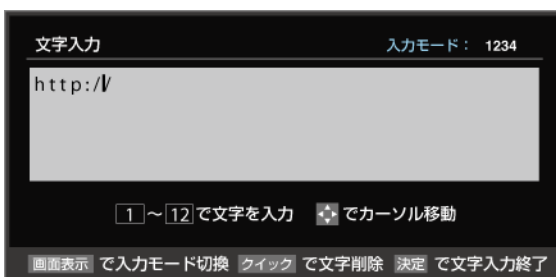 文字入力 入力モード： 1234
http://
1 ～ 12 で文字を入力 でカーソル移動
画面表示 で入力モード切換 クイック で文字削除 決定 で文字入力終了